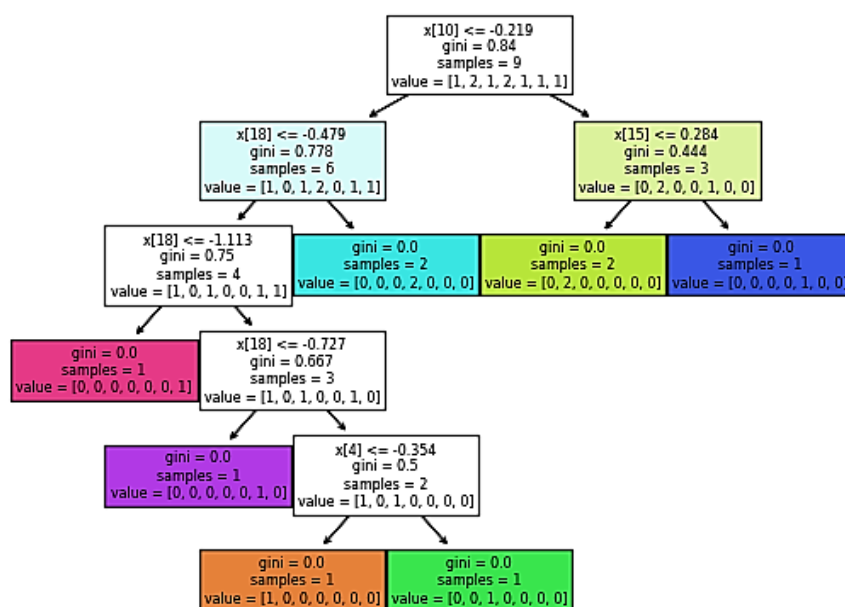 x[10] <= -0.219
gini = 0.84
samples = 9
value = [1, 2, 1, 2, 1, 1, 1]
x[18] <= -0.479
gini = 0.778
samples = 6
value = [1, 0, 1, 2, 0, 1, 1]
x[15] <= 0.284
gini = 0.444
samples = 3
value = [0, 2, 0, 0, 1, 0, 0]
x[18] <= -1.113
gini = 0.75
samples = 4
value = [1, 0, 1, 0, 0, 1, 1]
gini = 0.0
samples = 2
value = [0, 0, 0, 2, 0, 0, 0]
gini = 0.0
samples = 2
value = [0, 2, 0, 0, 0, 0, 0]
gini = 0.0
samples = 1
value = [0, 0, 0, 0, 1, 0, 0]
gini = 0.0
samples = 1
value = [0, 0, 0, 0, 0, 0, 1]
x[18] <= -0.727
gini = 0.667
samples = 3
value = [1, 0, 1, 0, 0, 1, 0]
gini = 0.0
samples = 1
value = [0, 0, 0, 0, 0, 1, 0]
x[4] <= -0.354
gini = 0.5
samples = 2
value = [1, 0, 1, 0, 0, 0, 0]
gini = 0.0
samples = 1
value = [1, 0, 0, 0, 0, 0, 0]
gini = 0.0
samples = 1
value = [0, 0, 1, 0, 0, 0, 0]